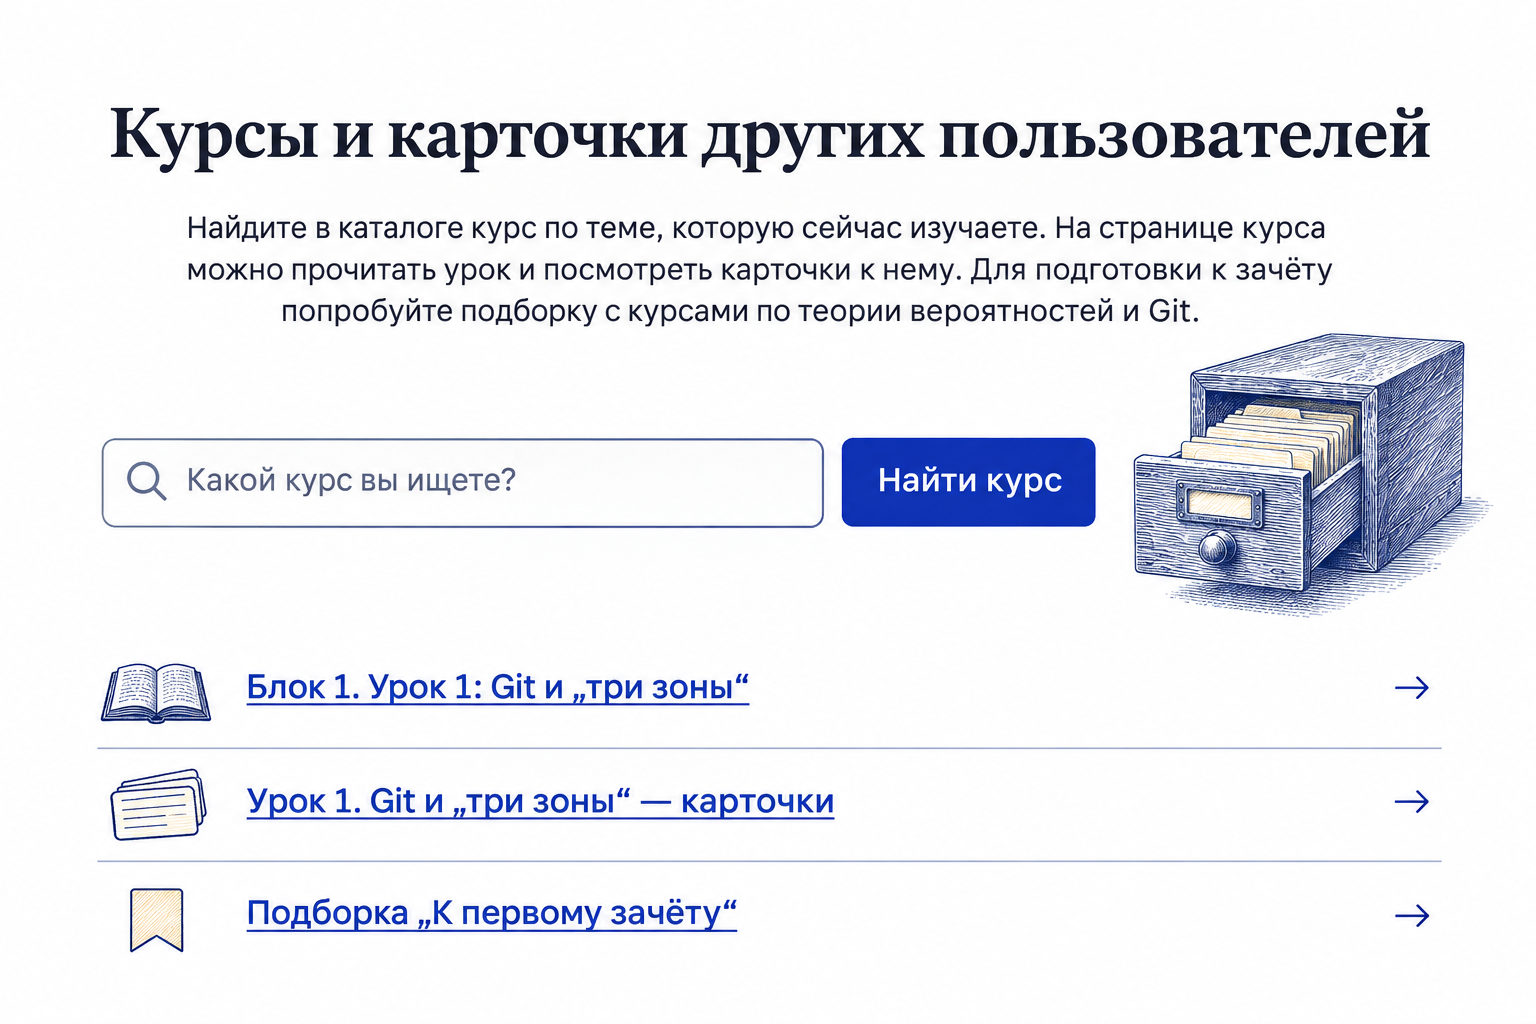 Курсы и карточки других пользователей
Найдите в каталоге курс по теме, которую сейчас изучаете. На странице курса
можно прочитать урок и посмотреть карточки к нему. Для подготовки к зачёту
попробуйте подборку с курсами по теории вероятностей и Git.
Какой курс вы ищете?
Найти курс
Блок 1. Урок 1: Git и „три зоны“
Урок 1. Git и „три зоны“ — карточки
Подборка „К первому зачёту“